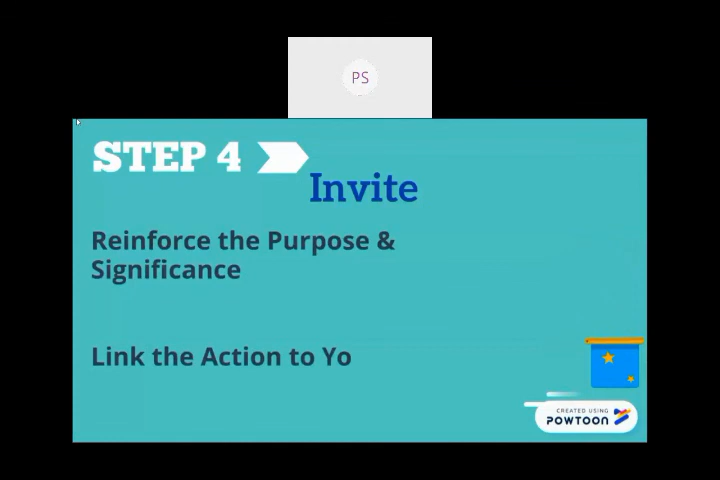 PS
STEP 4
Invite
Reinforce the Purpose &
Significance
Link the Action to Yo
CREATED USING
POWTOON